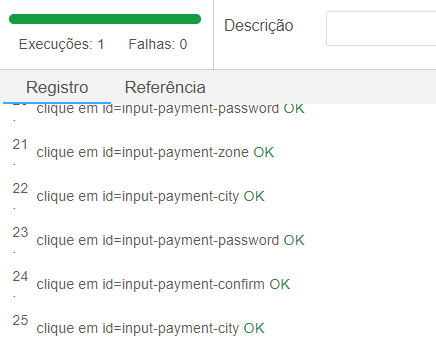 Execuções: 1 Falhas: 0
Descrição
Registro Referência
clique em id=input-payment-password OK
21. clique em id=input-payment-zone OK
22. clique em id=input-payment-city OK
23. clique em id=input-payment-password OK
24. clique em id=input-payment-confirm OK
25 clique em id=input-payment-city OK